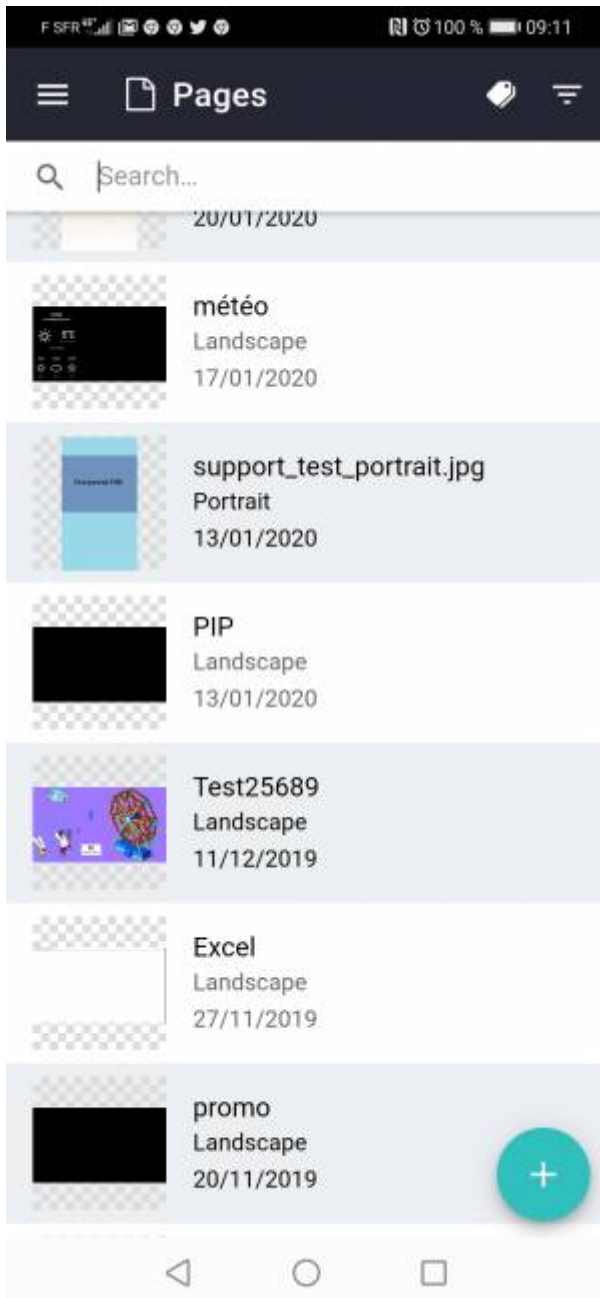 F SFR 100 % 09:11
Pages
Search...
20/01/2020
météo
Landscape
17/01/2020
support_test_portrait.jpg
Portrait
13/01/2020
PIP
Landscape
13/01/2020
Test25689
Landscape
11/12/2019
Excel
Landscape
27/11/2019
promo
Landscape
20/11/2019